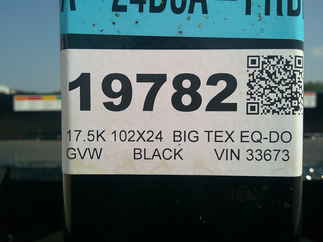 19782
17.5K 102X24 BIG TEX EQ-DO
GVW BLACK VIN 33673